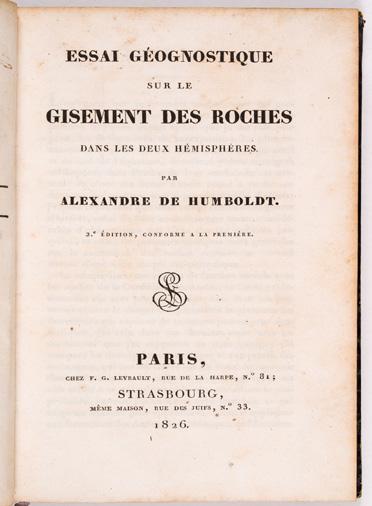 ESSAI GÉOGNOSTIQUE
SUR LE
GISEMENT DES ROCHES
DANS LES DEUX HÉMISPHÈRES.
PAR
ALEXANDRE DE HUMBOLDT.
2.e ÉDITION, CONFORME A LA PREMIÈRE.
PARIS,
CHEZ F. G. LEVRAULT, RUE DE LA HARPE, N.º 81;
STRASBOURG,
MÊME MAISON, RUE DES JUIFS, N.º 33.
1826.